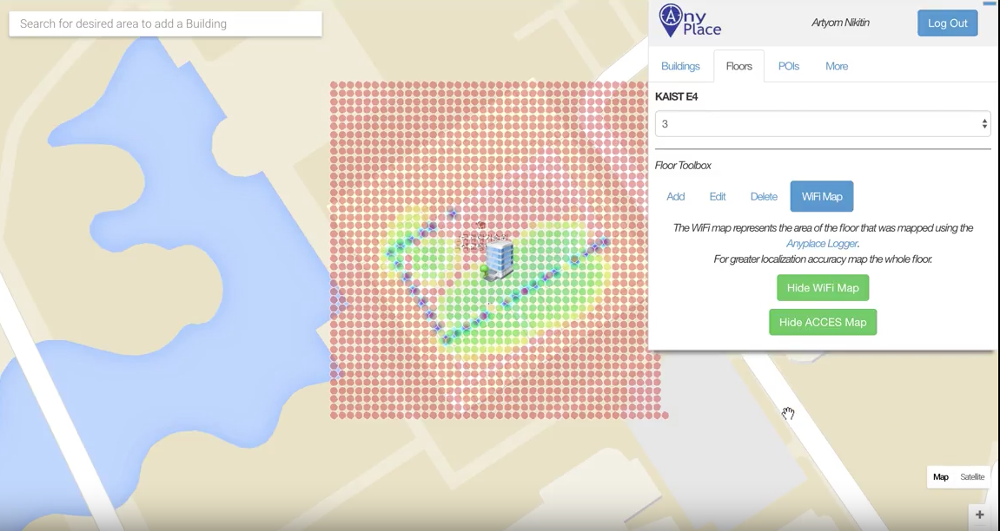 Search for desired area to add a Building
Any
Place
Artyom Nikitin
Log Out
Buildings
Floors
POIs
More
KAIST E4
3
Floor Toolbox
Add
Edit
Delete
WiFi Map
The WiFi map represents the area of the floor that was mapped using the
Anyplace Logger.
For greater localization accuracy map the whole floor.
Hide WiFi Map
Hide ACCES Map
Map
Satellite
+